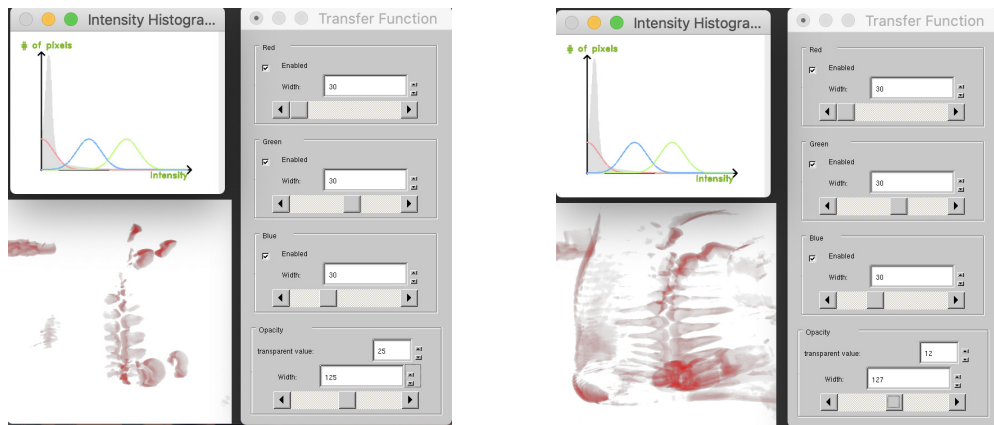 Intensity Histogra...
# of pixels
Intensity
Transfer Function
Red
Enabled
Width:
30
Green
Enabled
Width:
30
Blue
Enabled
Width:
30
Opacity
transparent value:
25
Width:
125
Intensity Histogra...
# of pixels
Intensity
Transfer Function
Red
Enabled
Width:
30
Green
Enabled
Width:
30
Blue
Enabled
Width:
30
Opacity
transparent value:
12
Width:
127